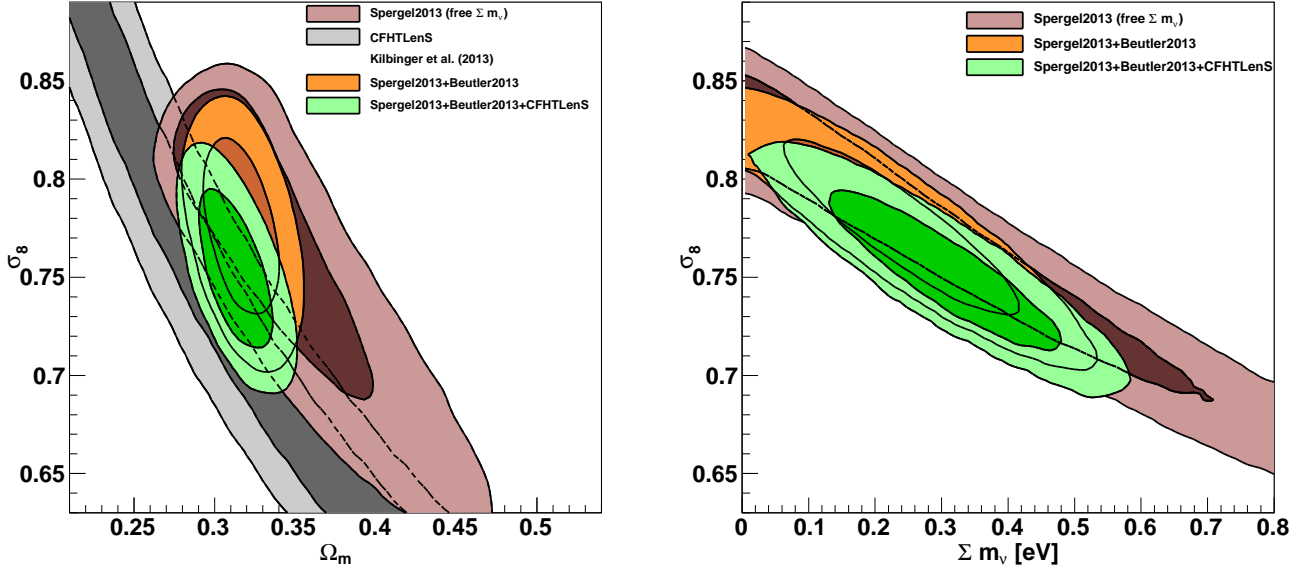 Spergel2013 (free Σ mν)
CFHTLenS
Kilbinger et al. (2013)
Spergel2013+Beutler2013
Spergel2013+Beutler2013+CFHTLenS
0.85
0.8
0.75
0.7
0.65
σ8
0.25 0.3 0.35 0.4 0.45 0.5
Ωm
Spergel2013 (free Σ mν)
Spergel2013+Beutler2013
Spergel2013+Beutler2013+CFHTLenS
0.85
0.8
0.75
0.7
0.65
σ8
0 0.1 0.2 0.3 0.4 0.5 0.6 0.7 0.8
Σ mν [eV]